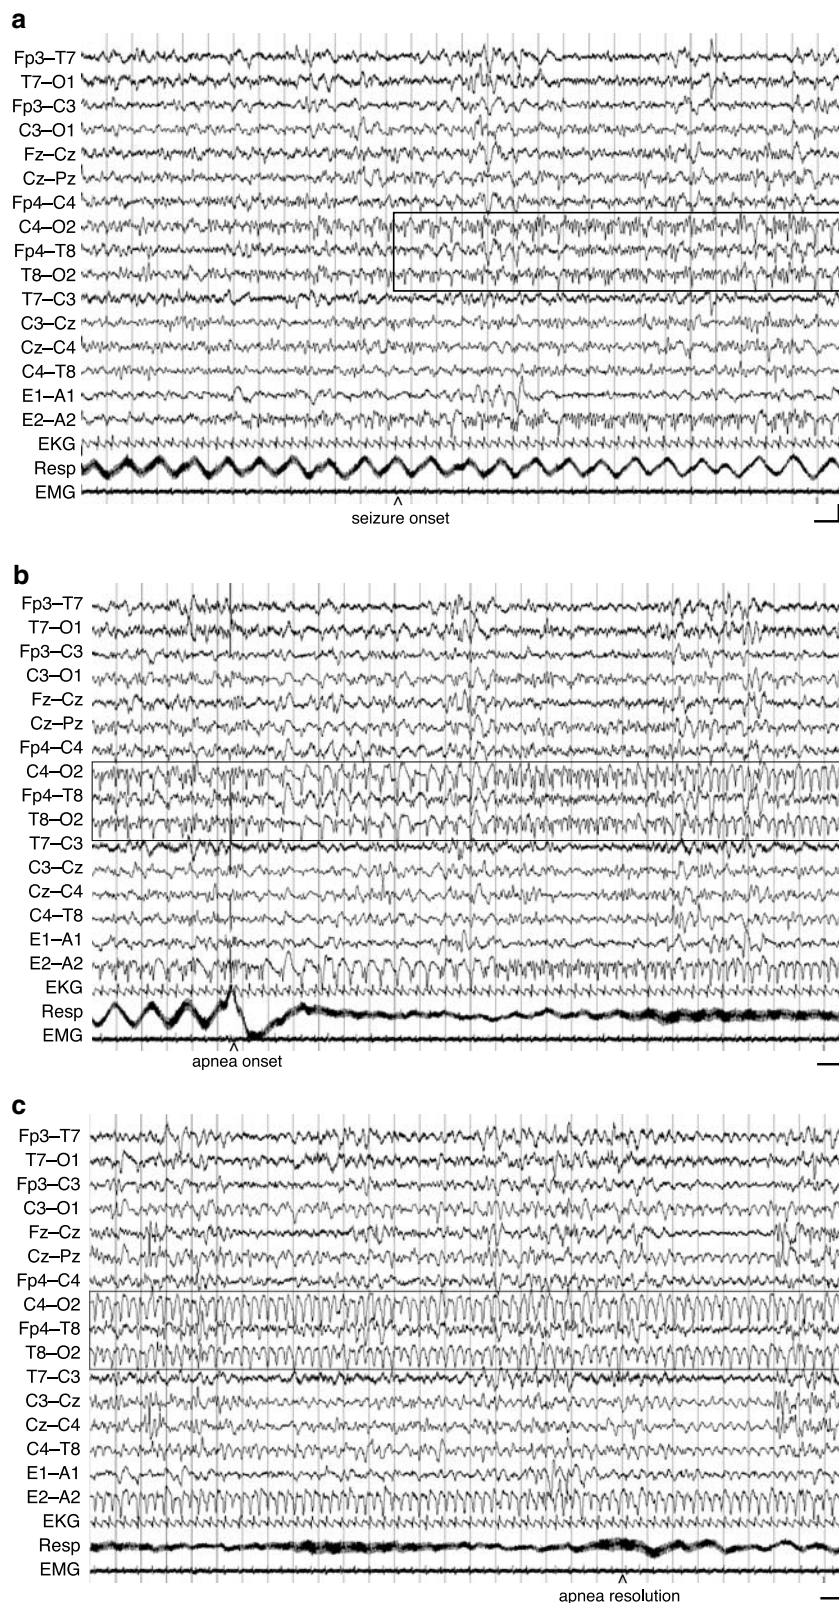 a
Fp3–T7
T7–O1
Fp3–C3
C3–O1
Fz–Cz
Cz–Pz
Fp4–C4
C4–O2
Fp4–T8
T8–O2
T7–C3
C3–Cz
Cz–C4
C4–T8
E1–A1
E2–A2
EKG
Resp
EMG
seizure onset
b
Fp3–T7
T7–O1
Fp3–C3
C3–O1
Fz–Cz
Cz–Pz
Fp4–C4
C4–O2
Fp4–T8
T8–O2
T7–C3
C3–Cz
Cz–C4
C4–T8
E1–A1
E2–A2
EKG
Resp
EMG
apnea onset
c
Fp3–T7
T7–O1
Fp3–C3
C3–O1
Fz–Cz
Cz–Pz
Fp4–C4
C4–O2
Fp4–T8
T8–O2
T7–C3
C3–Cz
Cz–C4
C4–T8
E1–A1
E2–A2
EKG
Resp
EMG
apnea resolution